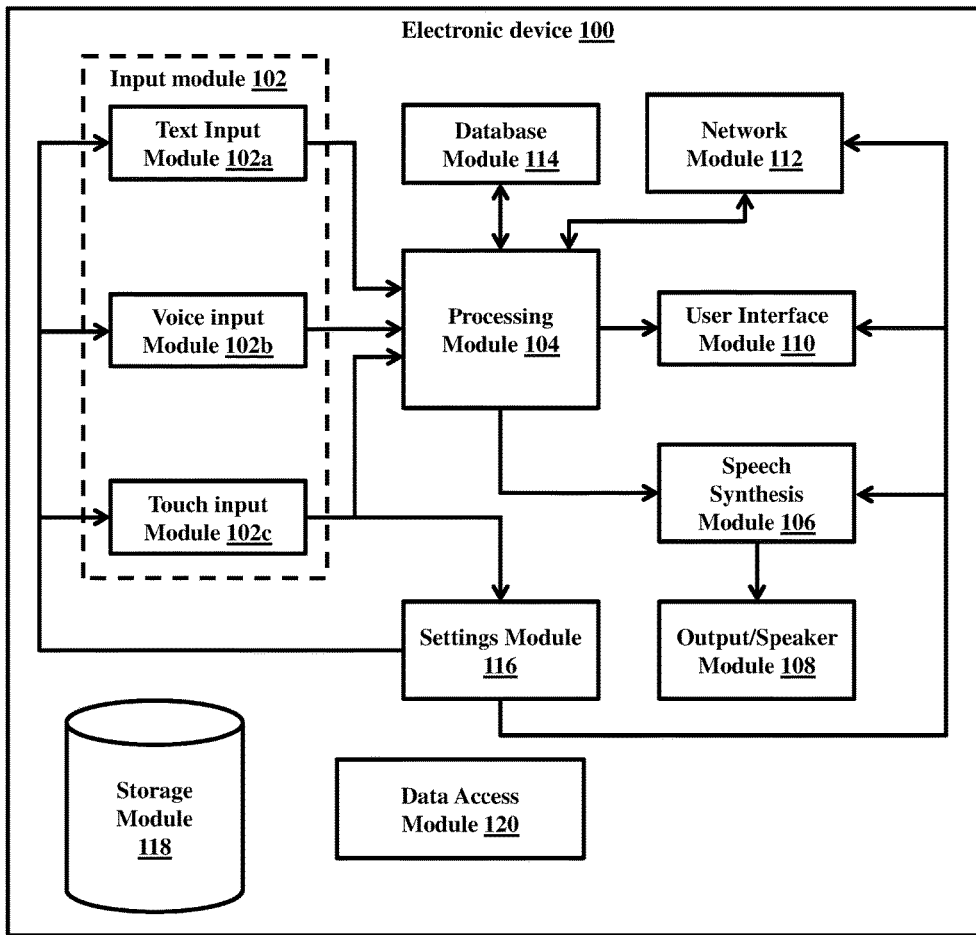 Electronic device 100
Input module 102
Text Input
Module 102a
Database
Module 114
Network
Module 112
Voice input
Module 102b
Processing
Module 104
User Interface
Module 110
Touch input
Module 102c
Speech
Synthesis
Module 106
Settings Module
116
Output/Speaker
Module 108
Storage
Module
118
Data Access
Module 120